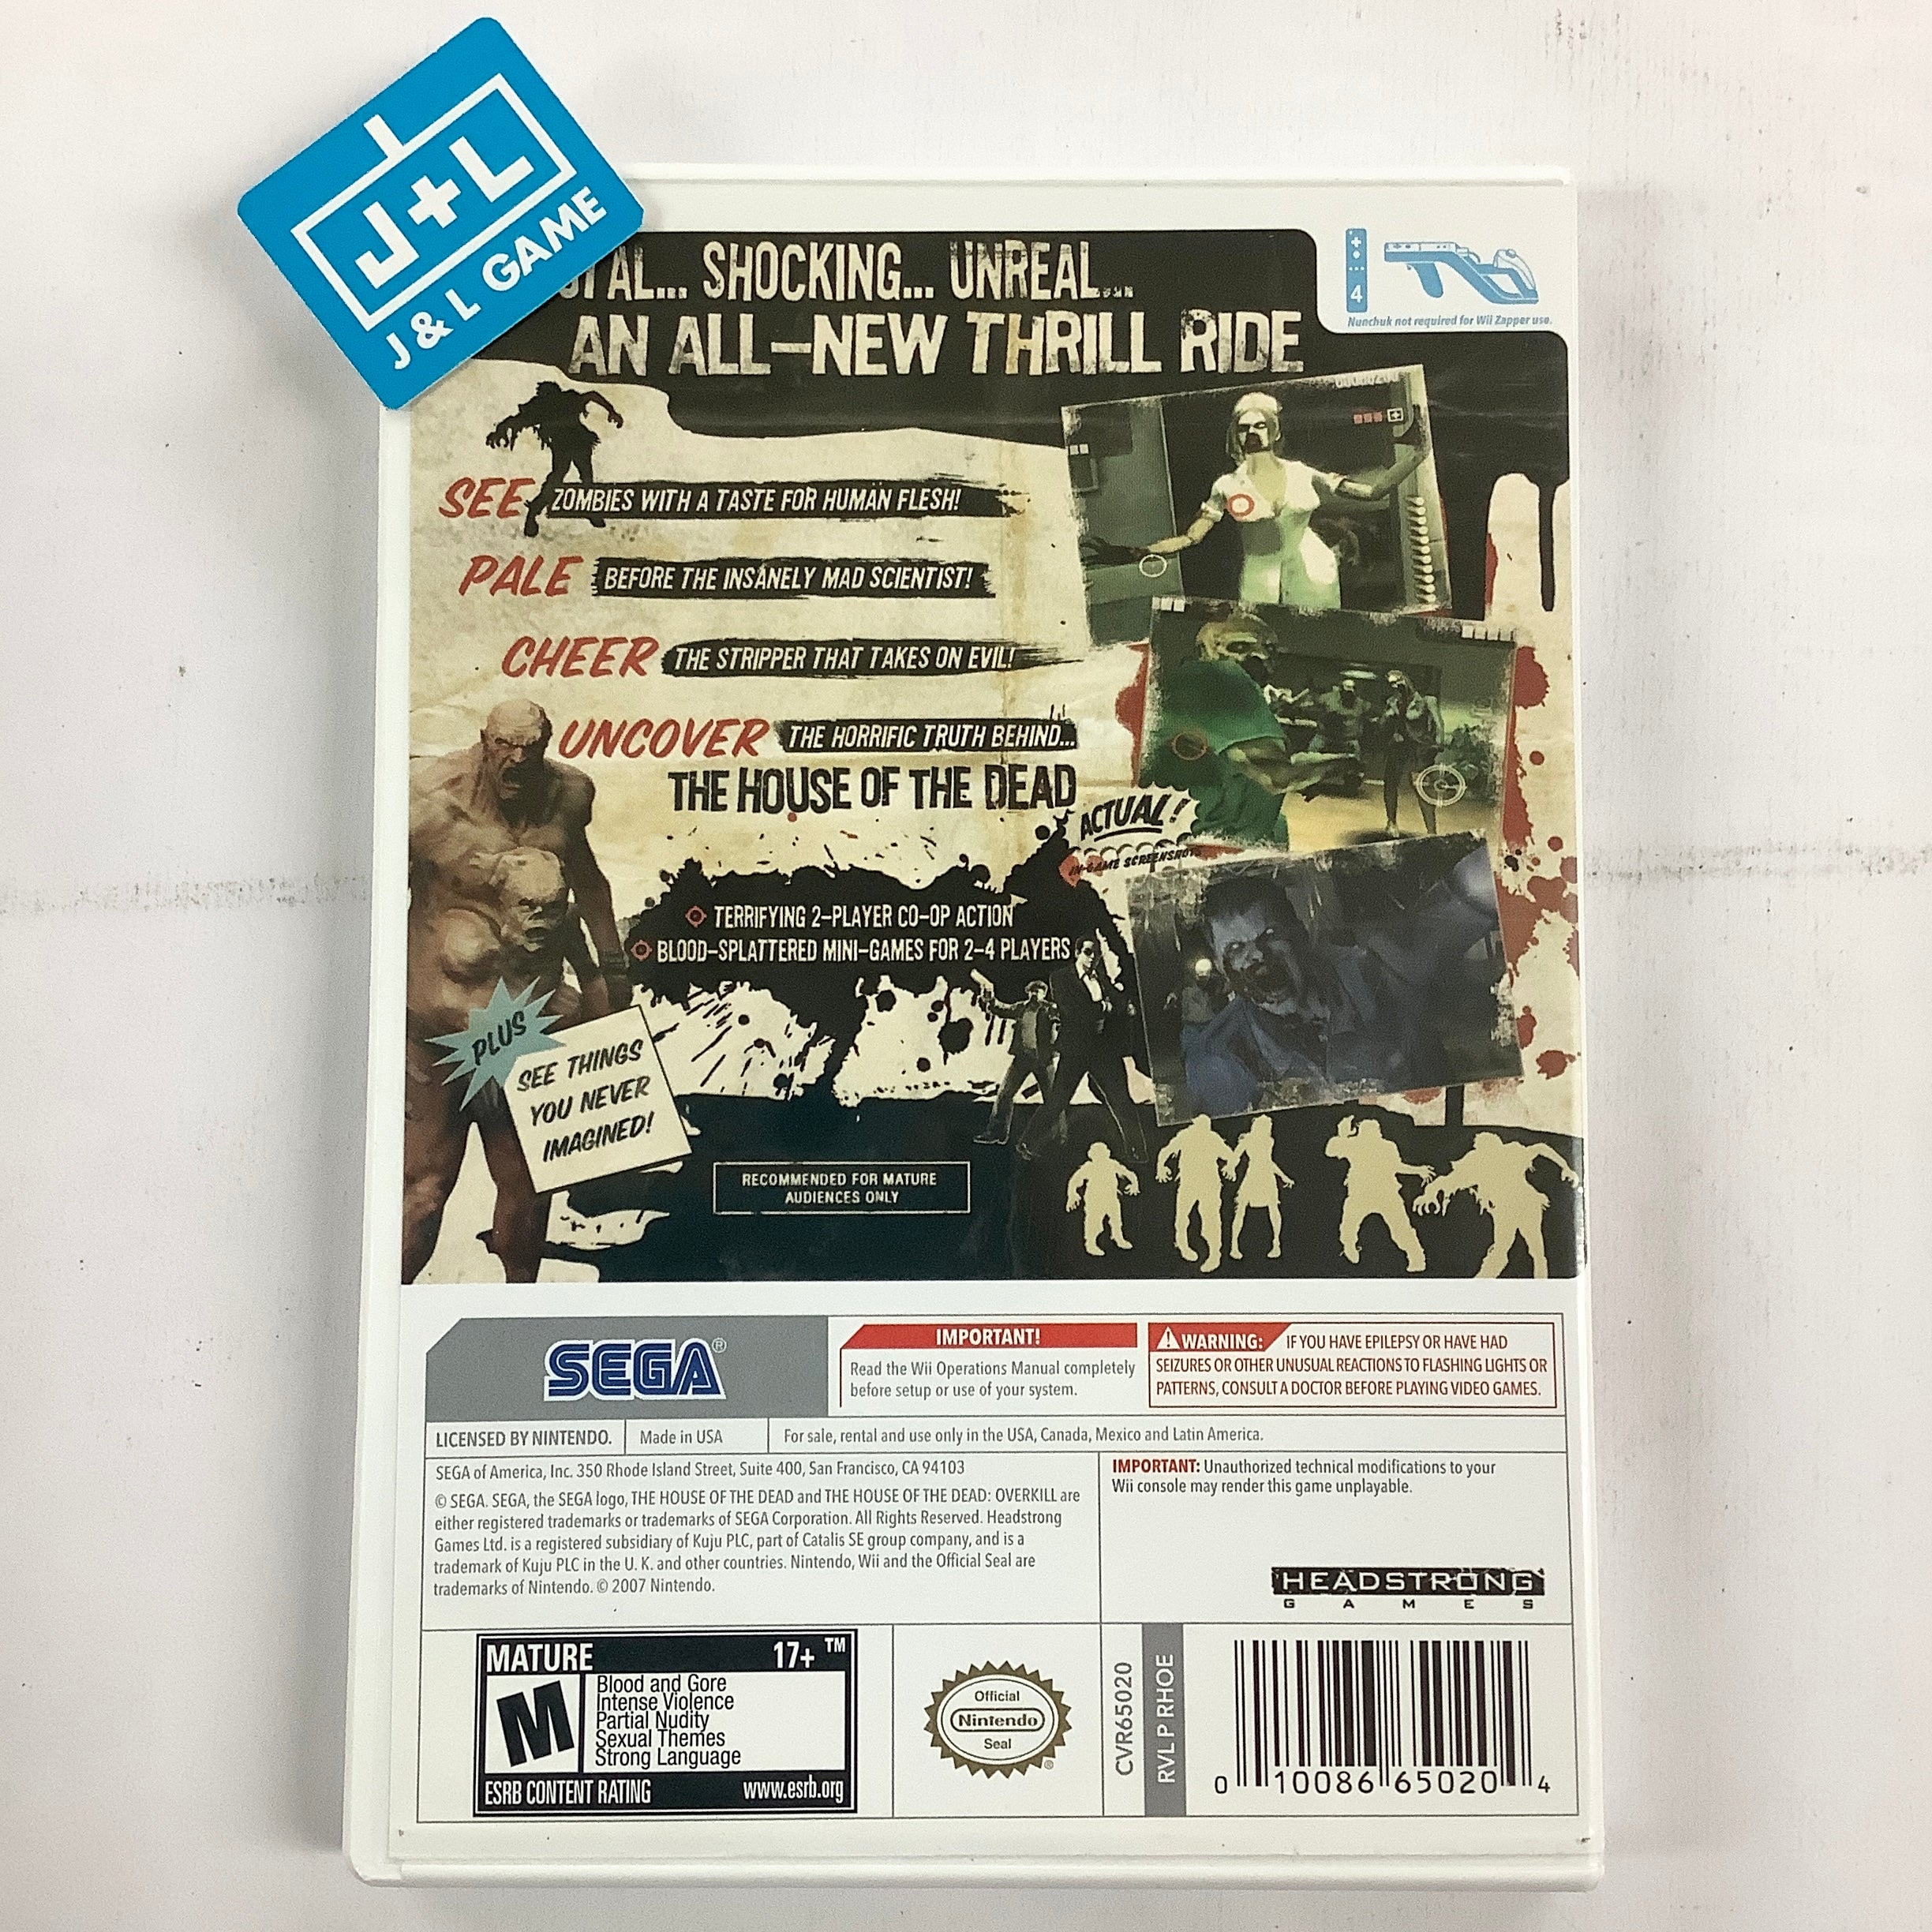 J+L
J & L GAME
SHOCKING... UNREAL...
AN ALL-NEW THRILL RIDE
4
Nunchuk not required for Wii Zapper use.
SEE ZOMBIES WITH A TASTE FOR HUMAN FLESH!
PALE BEFORE THE INSANELY MAD SCIENTIST!
CHEER THE STRIPPER THAT TAKES ON EVIL!
UNCOVER THE HORRIFIC TRUTH BEHIND...
THE HOUSE OF THE DEAD
ACTUAL!
IN-GAME SCREENSHOTS
TERRIFYING 2-PLAYER CO-OP ACTION
BLOOD-SPLATTERED MINI-GAMES FOR 2-4 PLAYERS
PLUS
SEE THINGS
YOU NEVER
IMAGINED!
RECOMMENDED FOR MATURE
AUDIENCES ONLY
SEGA®
IMPORTANT!
Read the Wii Operations Manual completely
before setup or use of your system.
WARNING: IF YOU HAVE EPILEPSY OR HAVE HAD
SEIZURES OR OTHER UNUSUAL REACTIONS TO FLASHING LIGHTS OR
PATTERNS, CONSULT A DOCTOR BEFORE PLAYING VIDEO GAMES.
LICENSED BY NINTENDO.
Made in USA
For sale, rental and use only in the USA, Canada, Mexico and Latin America.
SEGA of America, Inc. 350 Rhode Island Street, Suite 400, San Francisco, CA 94103
© SEGA. SEGA, the SEGA logo, THE HOUSE OF THE DEAD and THE HOUSE OF THE DEAD: OVERKILL are
either registered trademarks or trademarks of SEGA Corporation. All Rights Reserved. Headstrong
Games Ltd. is a registered subsidiary of Kuju PLC, part of Catalis SE group company, and is a
trademark of Kuju PLC in the U. K. and other countries. Nintendo, Wii and the Official Seal are
trademarks of Nintendo. © 2007 Nintendo.
IMPORTANT: Unauthorized technical modifications to your
Wii console may render this game unplayable.
HEADSTRONG
GAMES
MATURE 17+ ™
M
Blood and Gore
Intense Violence
Partial Nudity
Sexual Themes
Strong Language
ESRB CONTENT RATING www.esrb.org
Official
Nintendo
Seal
®
CVR65020
RVL P RHOE
0 10086 65020 4